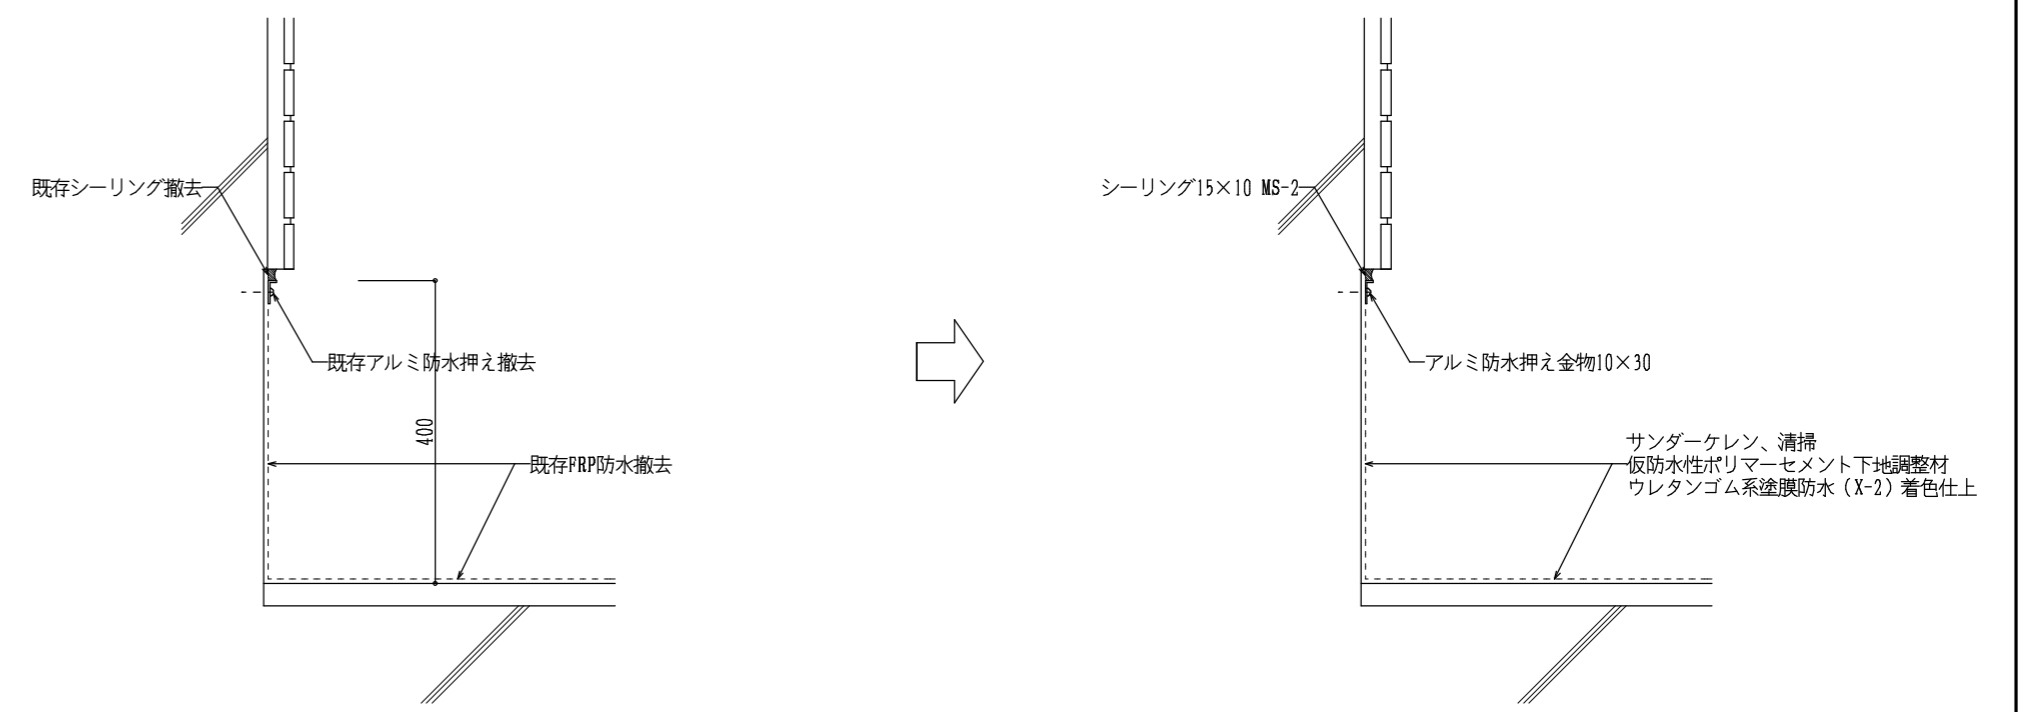 既存シーリング撤去
既存アルミ防水押え撤去
400
既存FRP防水撤去
シーリング15×10 MS-2
アルミ防水押え金物10×30
サンダーケレン、清掃
仮防水性ポリマーセメント下地調整材
ウレタンゴム系塗膜防水（X-2）着色仕上